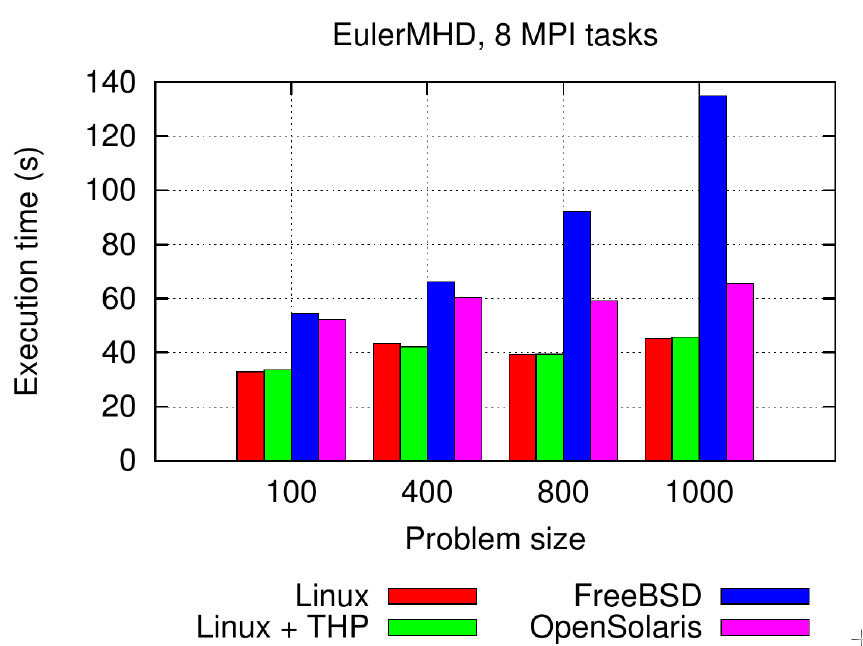 EulerMHD, 8 MPI tasks
140
120
100
80
60
40
20
0
Execution time (s)
100 400 800 1000
Problem size
Linux FreeBSD
Linux + THP OpenSolaris